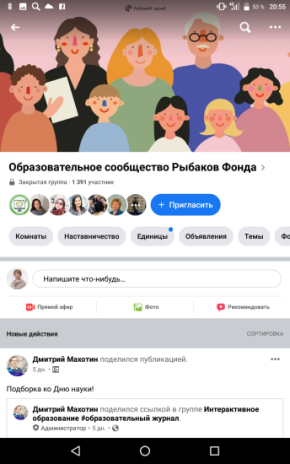 53 % 20:55
Образовательное сообщество Рыбаков Фонда >
Закрытая группа · 1 391 участник
+ Пригласить
Комнаты Наставничество Единицы Объявления Темы Фо
Напишите что-нибудь...
Прямой эфир Фото Рекомендовать
Новые действия СОРТИРОВКА
Дмитрий Махотин поделился публикацией.
5 дн. ·
Подборка ко Дню науки!
Дмитрий Махотин поделился ссылкой в группе Интерактивное
образование #образовательный журнал.
Администратор · 5 дн. ·